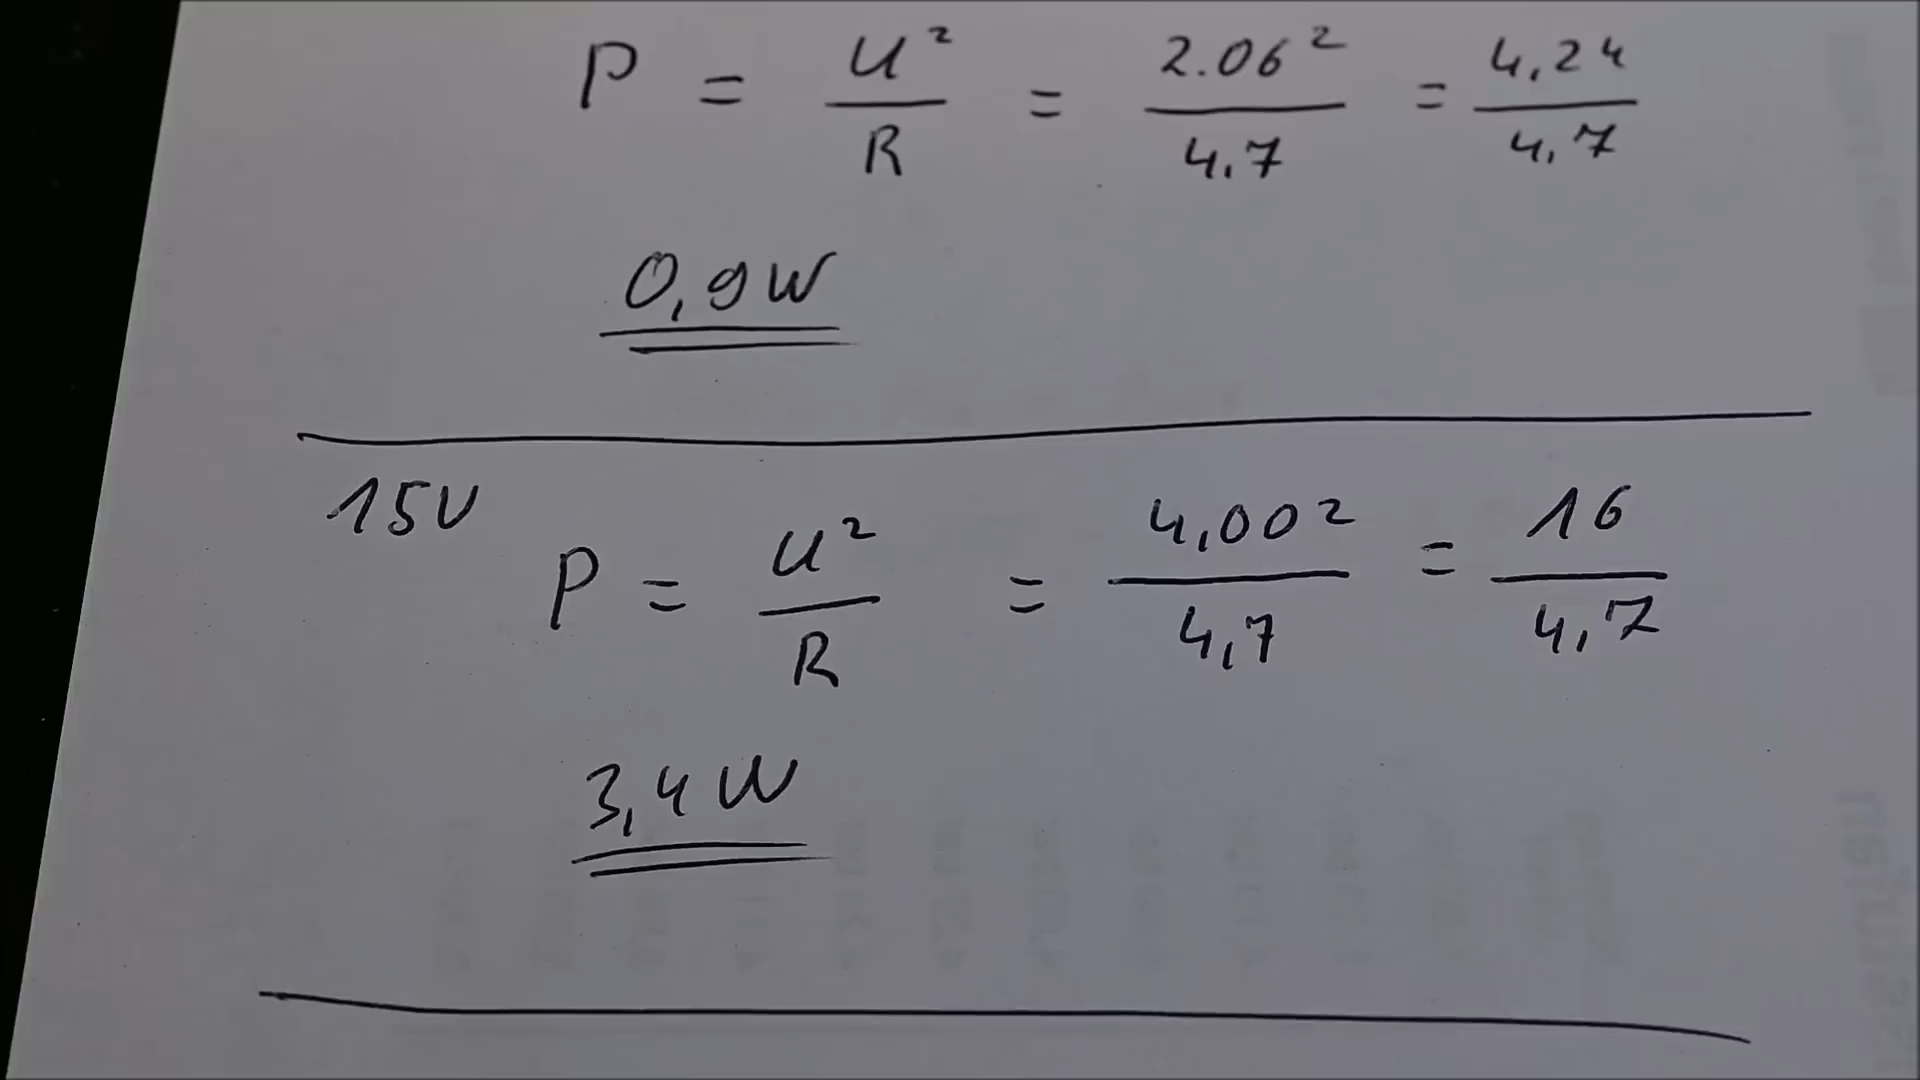 P = U² / R = 2.06² / 4.7 = 4,24 / 4,7
0,9W
15V
P = U² / R = 4,00² / 4,7 = 16 / 4,7
3,4W